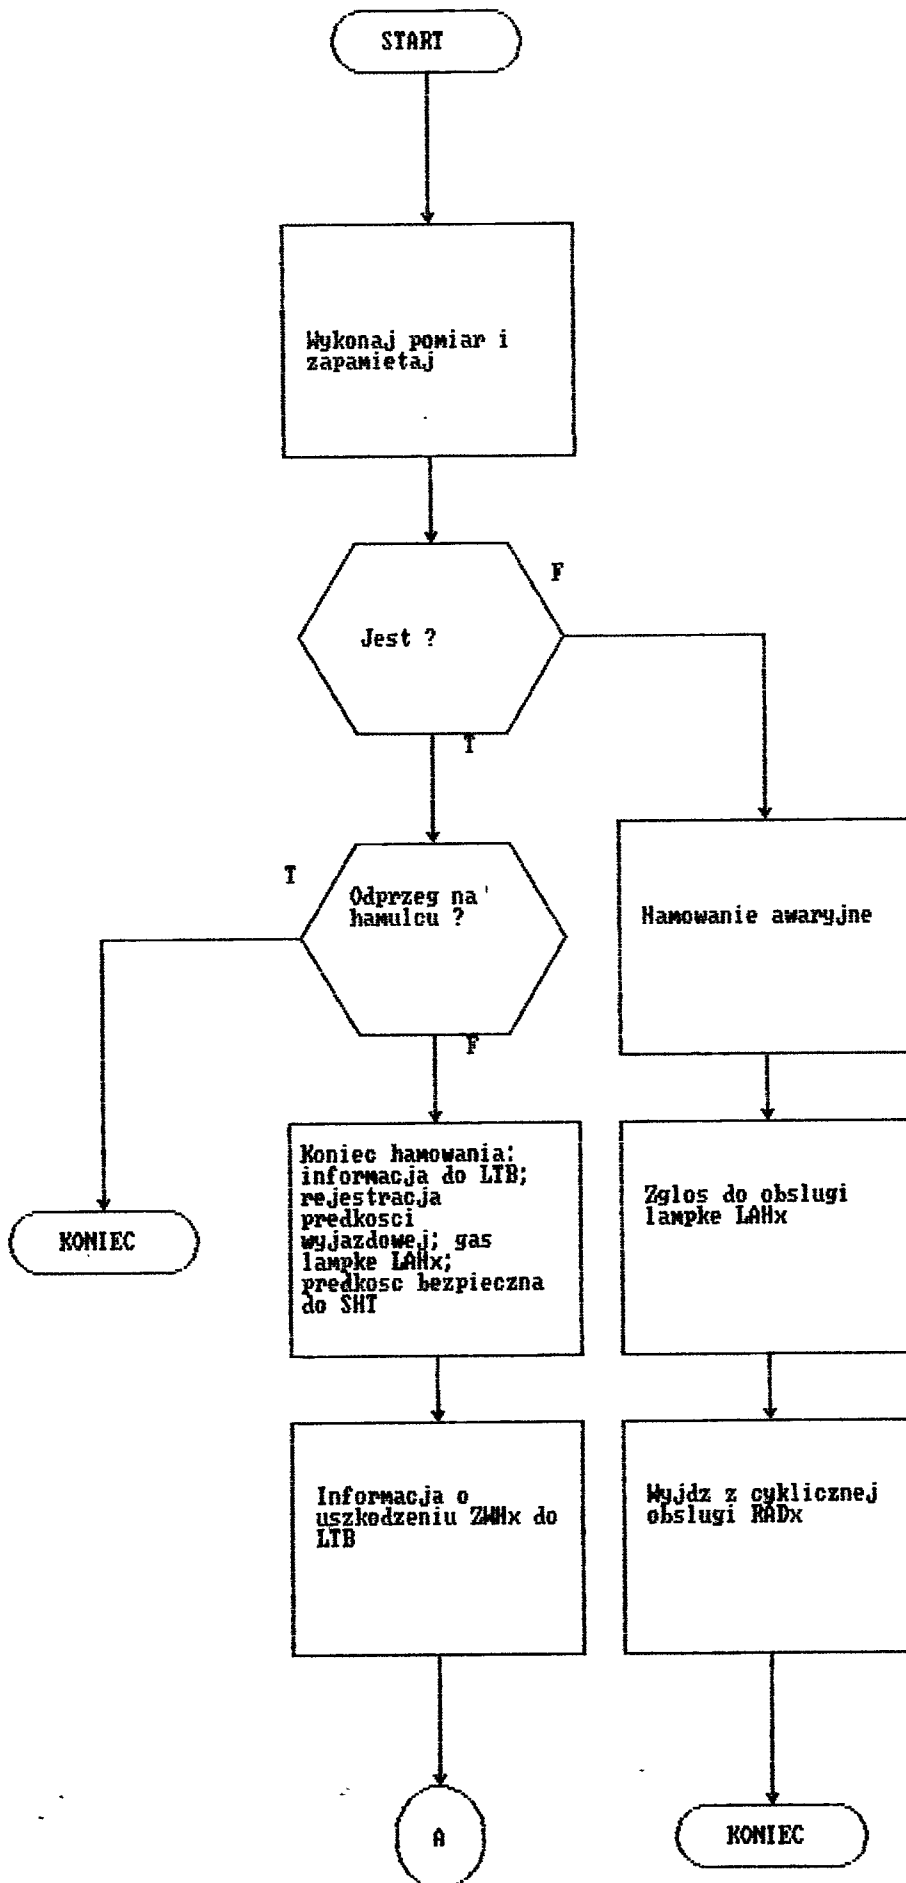 START
Wykonaj pomiar i
zapamietaj
F
Jest ?
T
T
Odprzeg na
hamulcu ?
Hamowanie awaryjne
F
Koniec hamowania:
informacja do LTB;
rejestracja
predkosci
wyjazdowej; gas
lampke LAHx;
predkosc bezpieczna
do SHT
Zglos do obslugi
lampke LAHx
KONIEC
Informacja o
uszkodzeniu ZWHx do
LTB
Wyjdz z cyklicznej
obslugi RADx
A
KONIEC